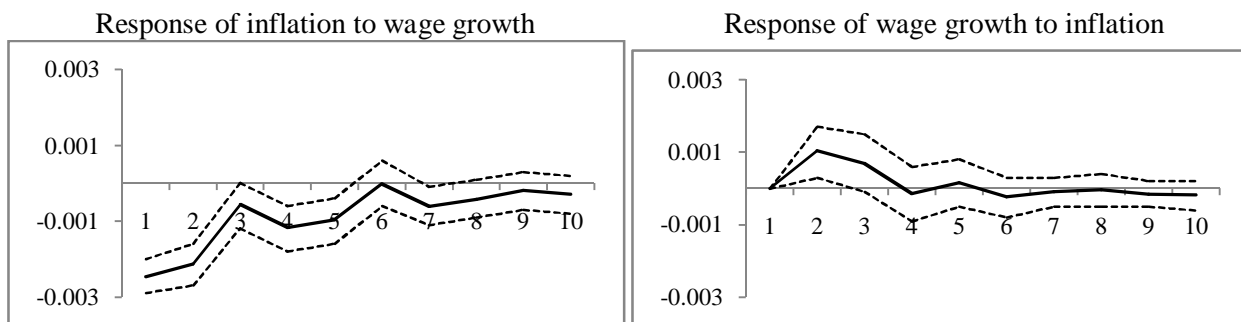 Response of inflation to wage growth
0.003
0.001
-0.001
-0.003
1 2 3 4 5 6 7 8 9 10
Response of wage growth to inflation
0.003
0.001
-0.001
-0.003
1 2 3 4 5 6 7 8 9 10